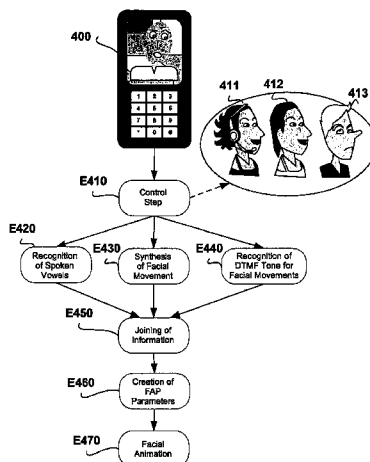 400
1 2 3
4 5 6
7 8 9
* 0 #
411 412 413
E410
Control
Step
E420
E430
E440
Recognition
of Spoken
Vowels
Synthesis
of Facial
Movement
Recognition of
DTMF Tone for
Facial Movements
E450
Joining of
Information
E460
Creation of
FAP
Parameters
E470
Facial
Animation